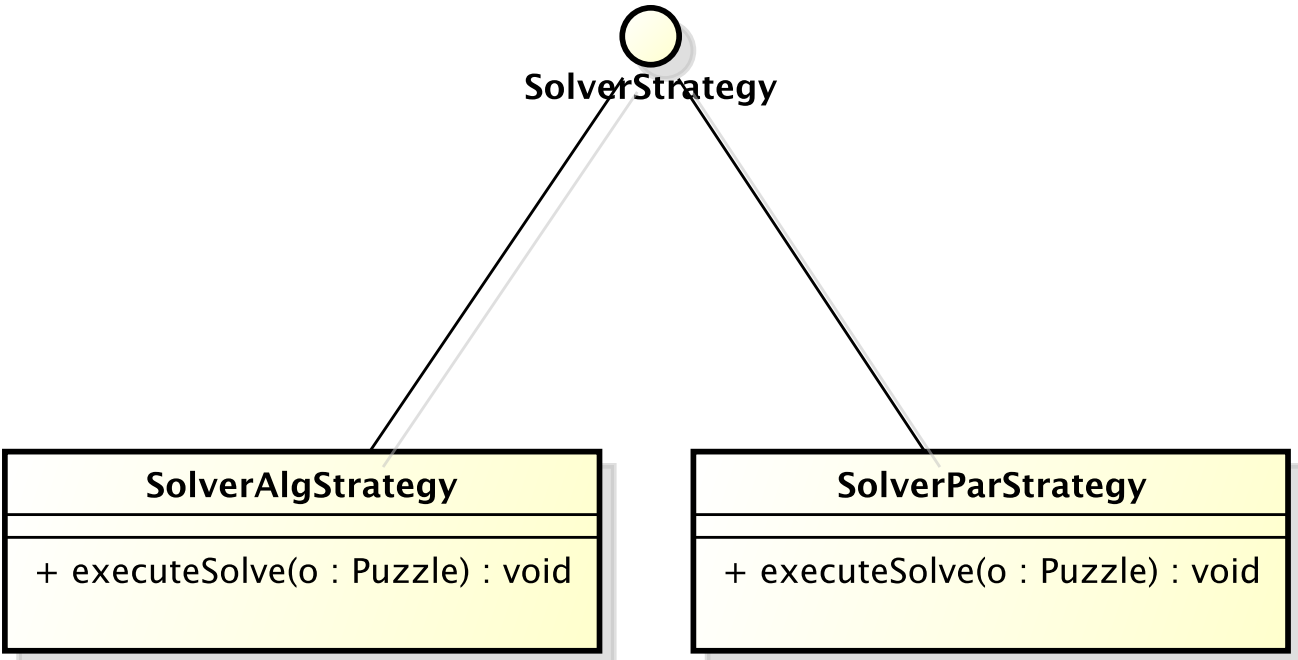 SolverStrategy
SolverAlgStrategy
+ executeSolve(o : Puzzle) : void
SolverParStrategy
+ executeSolve(o : Puzzle) : void